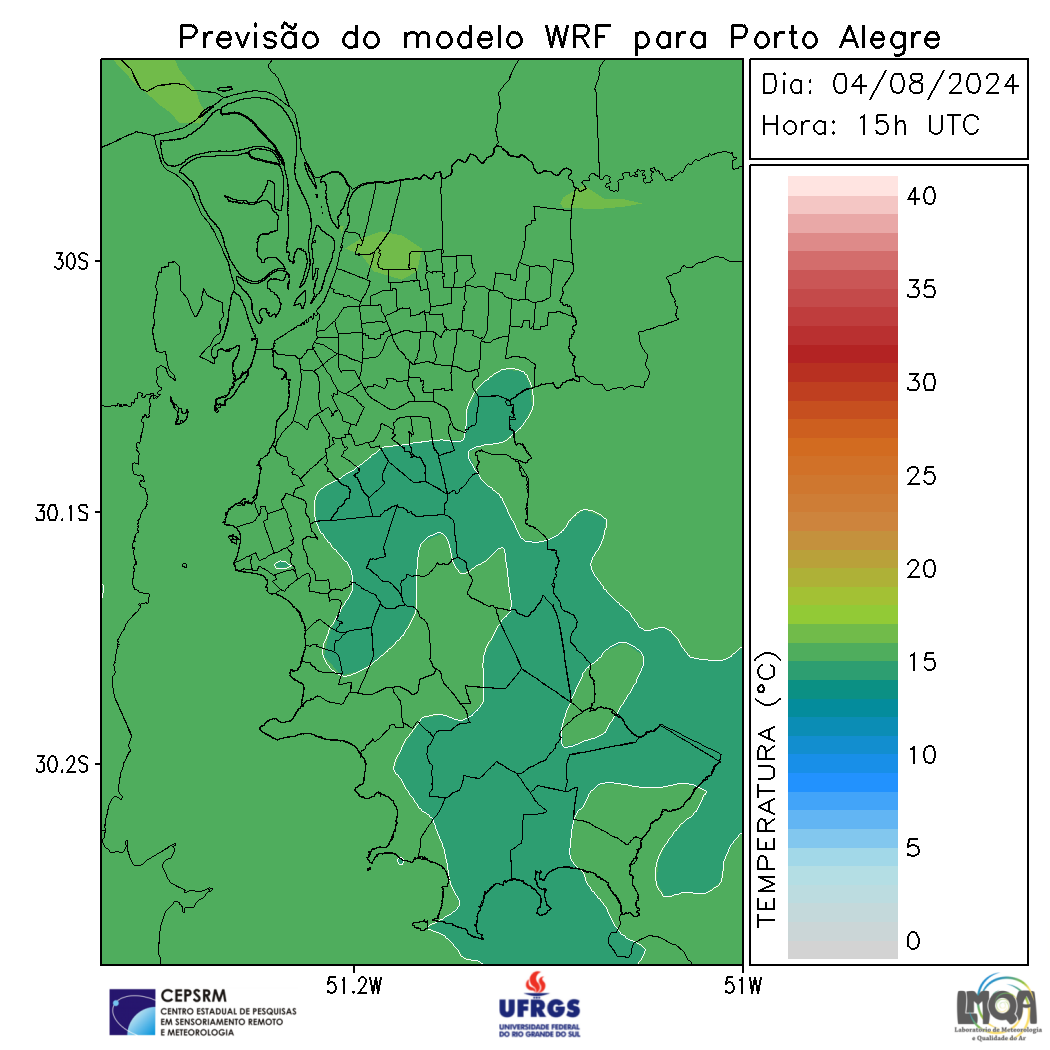 Previsão do modelo WRF para Porto Alegre
Dia: 04/08/2024
Hora: 15h UTC
40
35
30
25
20
15
10
5
0
TEMPERATURA (°C)
30S
30.1S
30.2S
51.2W
51W
CEPSRM
CENTRO ESTADUAL DE PESQUISAS
EM SENSORIAMENTO REMOTO
E METEOROLOGIA
UFRGS
UNIVERSIDADE FEDERAL
DO RIO GRANDE DO SUL
LMQA
Laboratório de Meteorologia
e Qualidade do Ar